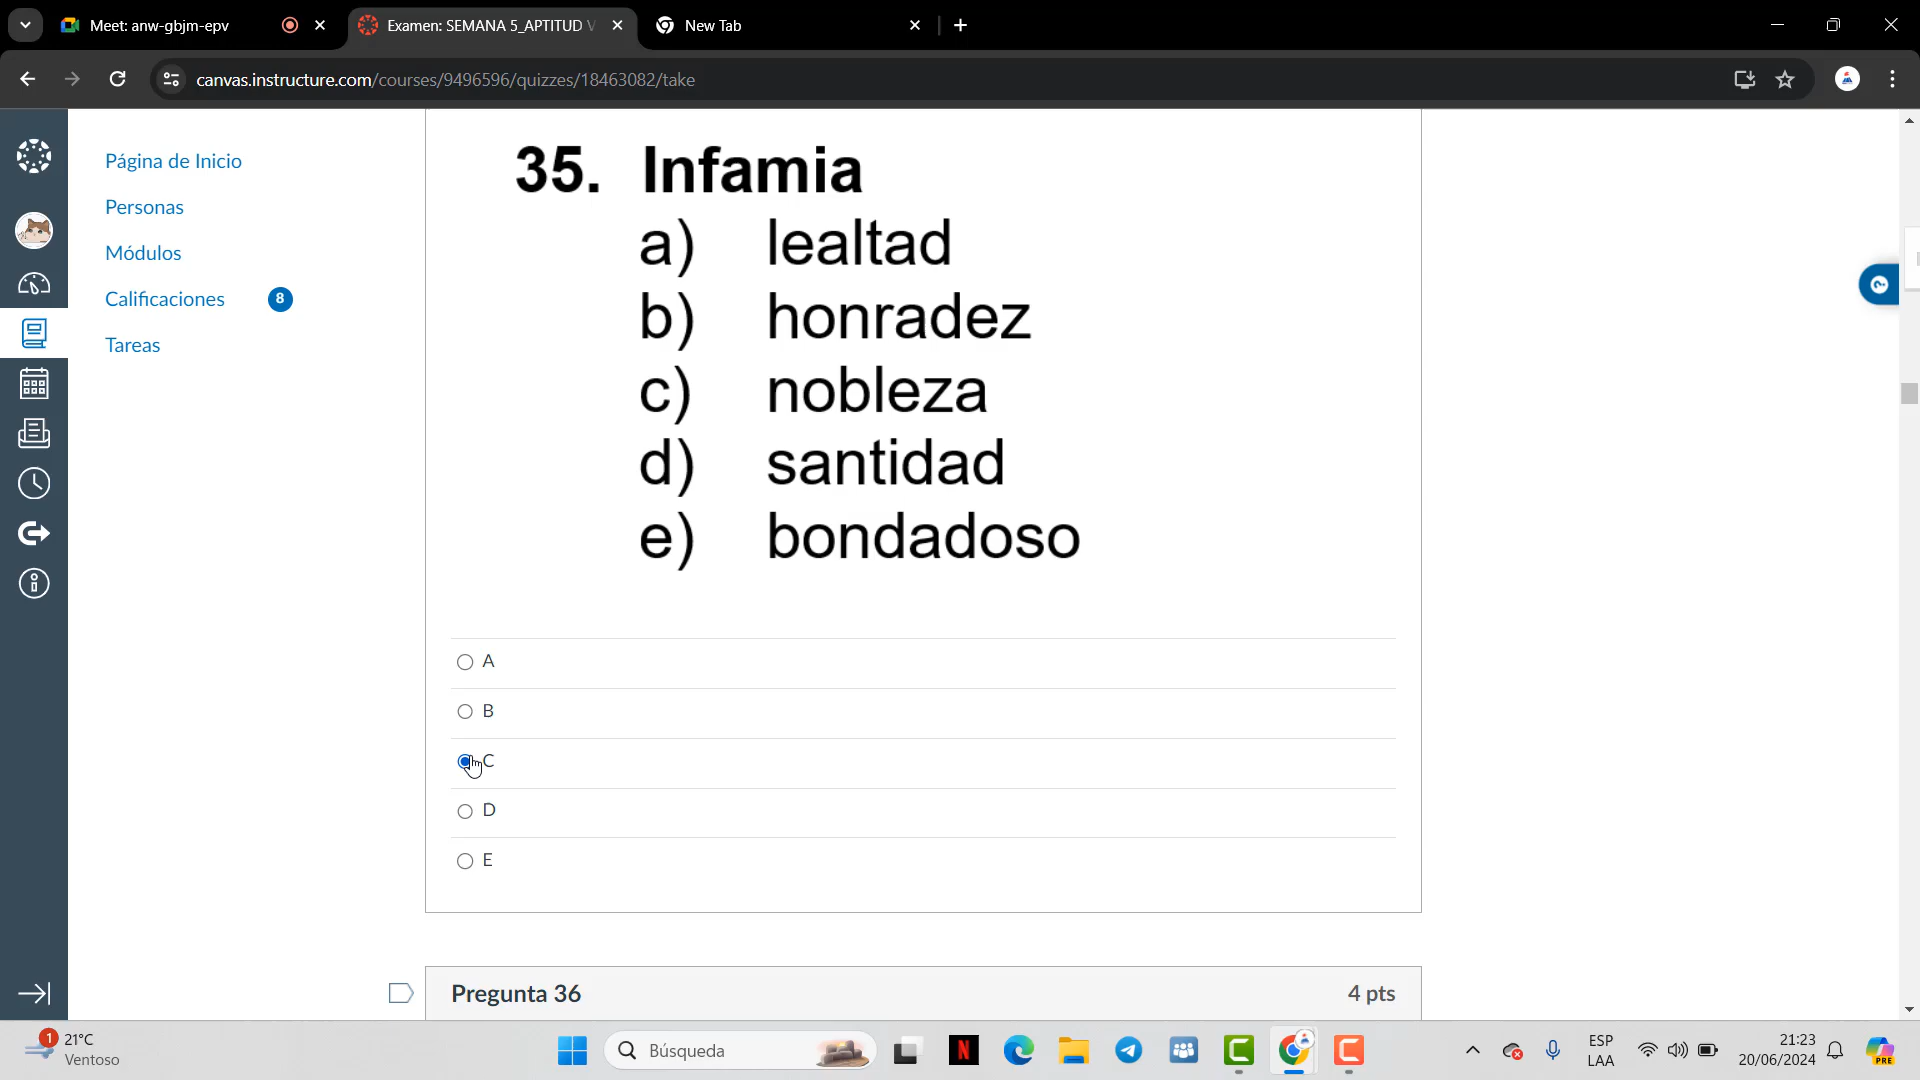 Meet: anw-gbjm-epv
Examen: SEMANA 5_APTITUD V
New Tab
canvas.instructure.com/courses/9496596/quizzes/18463082/take
Página de Inicio
Personas
Módulos
Calificaciones 8
Tareas
35. Infamia
a) lealtad
b) honradez
c) nobleza
d) santidad
e) bondadoso
A
B
C
D
E
Pregunta 36
4 pts
1
21°C
Ventoso
Búsqueda
N
ESP
LAA
21:23
20/06/2024
PRE